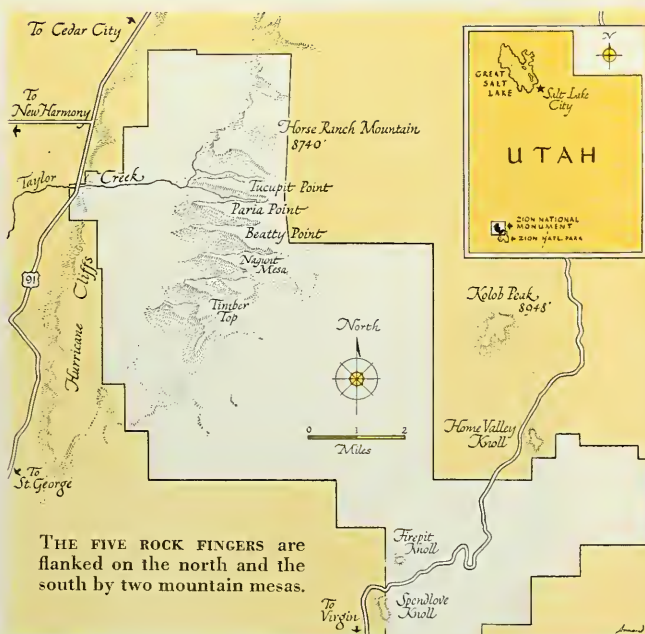 To Cedar City
To
New Harmony
Taylor Creek
91
Hurricane Cliffs
To
St. George
Horse Ranch Mountain
8740'
Tucupit Point
Paria Point
Beatty Point
Nagunt
Mesa
Timber
Top
North
0 1 2
Miles
N
GREAT
SALT
LAKE
Salt Lake
City
UTAH
ZION NATIONAL
MONUMENT
ZION NAT'L. PARK
Kolob Peak
8948'
Home Valley
Knoll
Firepit
Knoll
Spendlove
Knoll
To
Virgin
THE FIVE ROCK FINGERS are
flanked on the north and the
south by two mountain mesas.